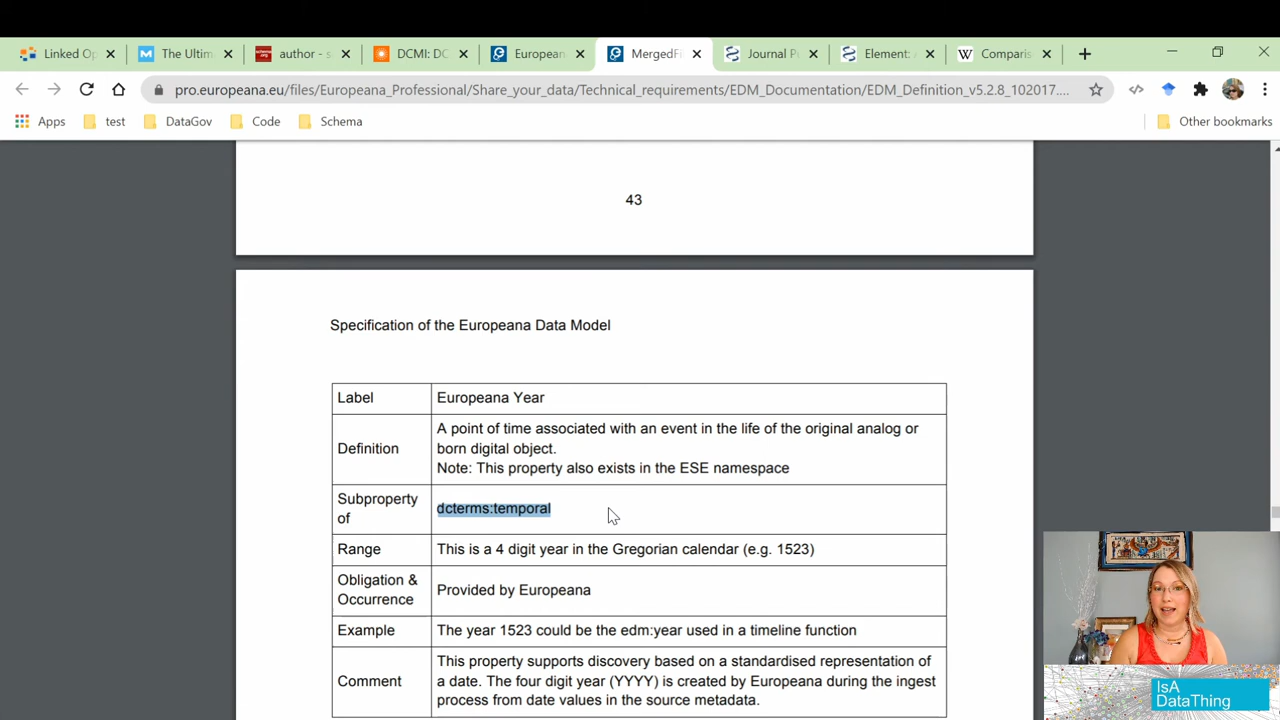 Linked Op
The Ultim
author - s
DCMI: DC
European
MergedFi
Journal P
Element:
Comparis
pro.europeana.eu/files/Europeana_Professional/Share_your_data/Technical_requirements/EDM_Documentation/EDM_Definition_v5.2.8_102017....
Apps
test
DataGov
Code
Schema
Other bookmarks
43
Specification of the Europeana Data Model
Label
Europeana Year
Definition
A point of time associated with an event in the life of the original analog or
born digital object.
Note: This property also exists in the ESE namespace
Subproperty
of
dcterms:temporal
Range
This is a 4 digit year in the Gregorian calendar (e.g. 1523)
Obligation &
Occurrence
Provided by Europeana
Example
The year 1523 could be the edm:year used in a timeline function
Comment
This property supports discovery based on a standardised representation of
a date. The four digit year (YYYY) is created by Europeana during the ingest
process from date values in the source metadata.
IsA
DataThing